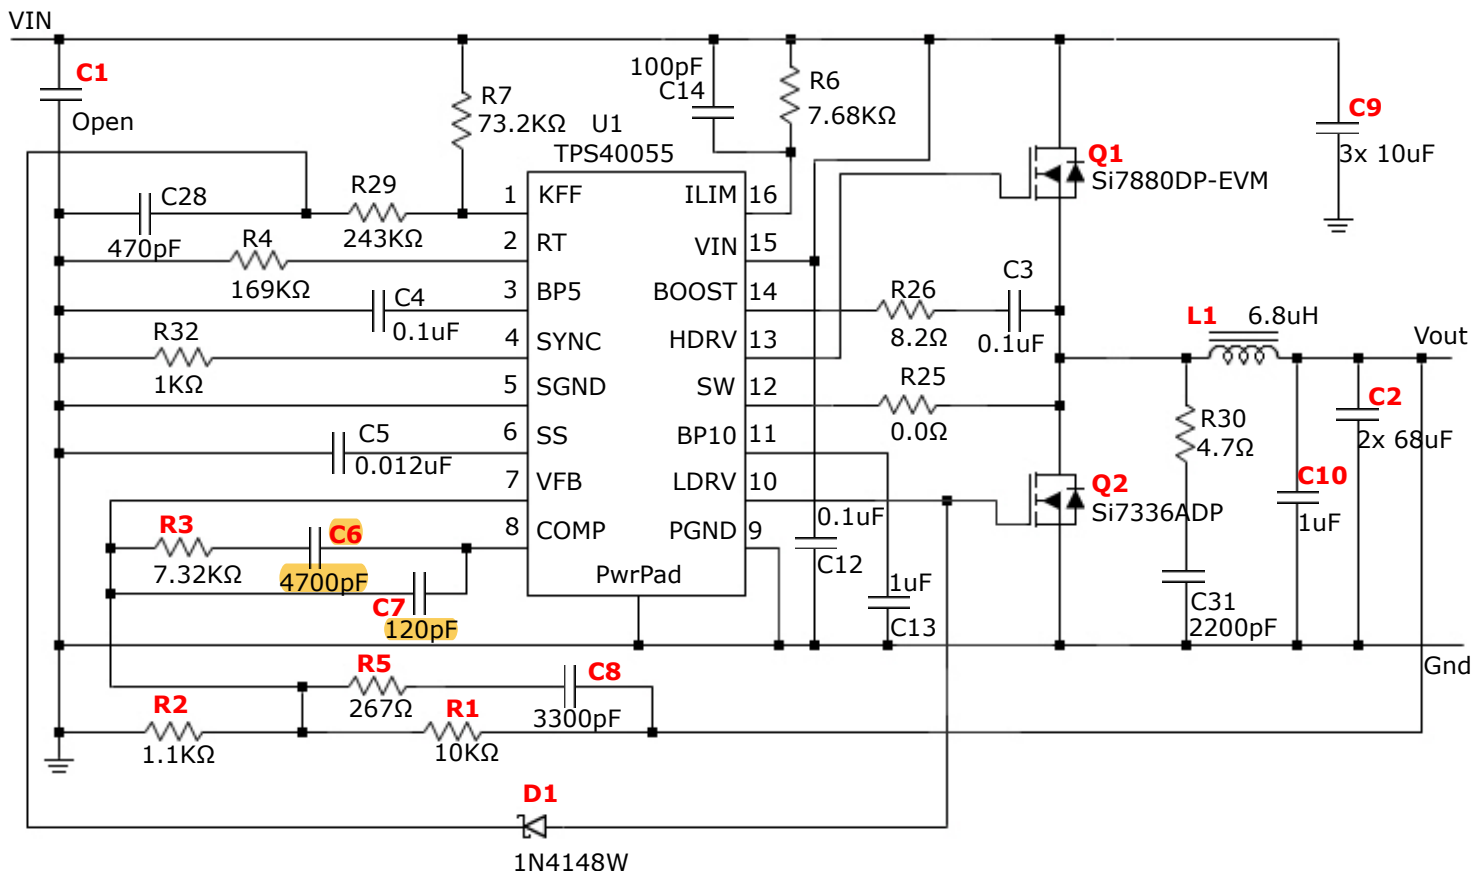 VIN
C1
Open
R7
73.2KΩ
100pF
C14
R6
7.68KΩ
C9
3x 10uF
U1
TPS40055
Q1
Si7880DP-EVM
C28
470pF
R29
243KΩ
1
KFF
ILIM
16
R4
169KΩ
2
RT
VIN
15
C4
0.1uF
3
BP5
BOOST
14
R26
8.2Ω
C3
0.1uF
R32
1KΩ
4
SYNC
HDRV
13
L1
6.8uH
Vout
5
SGND
SW
12
R25
0.0Ω
C2
2x 68uF
R30
4.7Ω
C5
0.012uF
6
SS
BP10
11
C10
1uF
7
VFB
LDRV
10
Q2
Si7336ADP
R3
7.32KΩ
C6
4700pF
8
COMP
PGND
9
0.1uF
C12
C7
120pF
PwrPad
1uF
C13
C31
2200pF
Gnd
R5
267Ω
C8
3300pF
R2
1.1KΩ
R1
10KΩ
D1
1N4148W